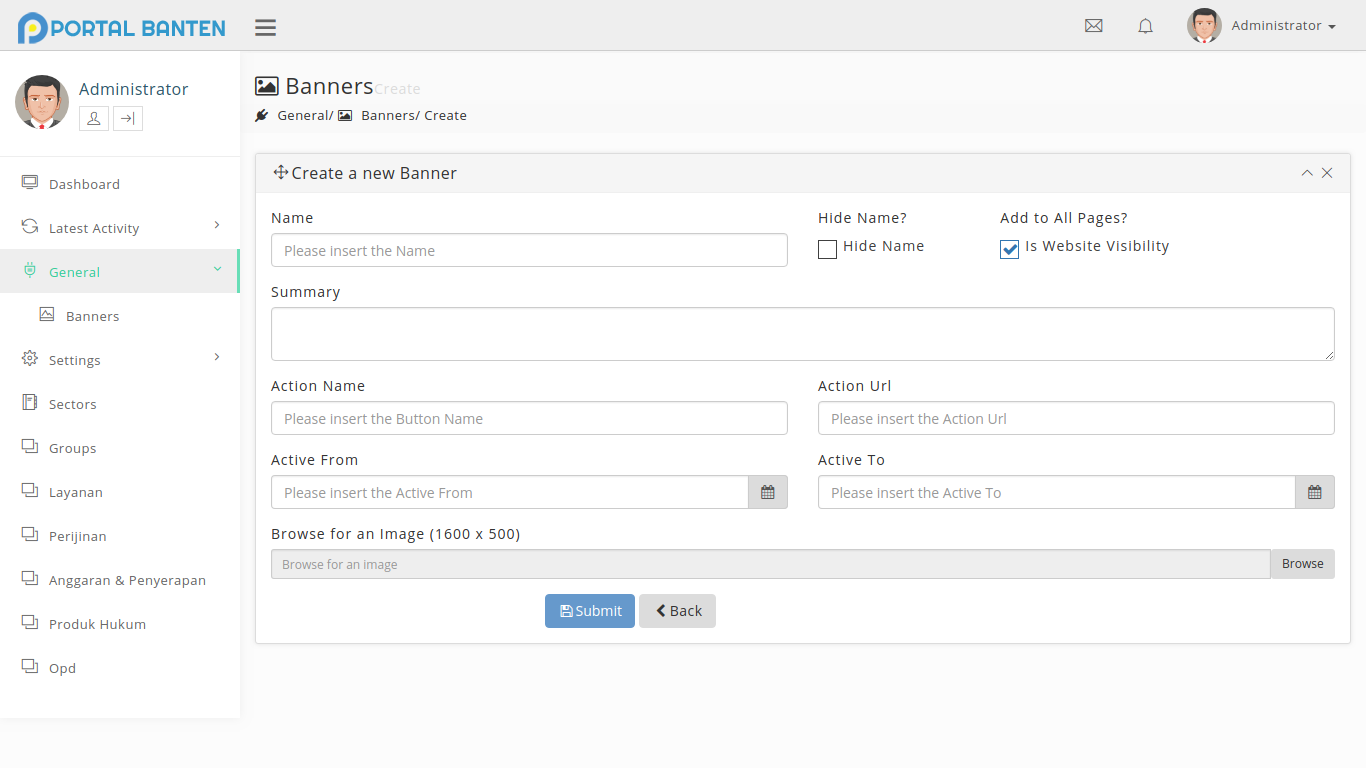 PORTAL BANTEN
Administrator
Administrator
Dashboard
Latest Activity
General
Banners
Settings
Sectors
Groups
Layanan
Perijinan
Anggaran & Penyerapan
Produk Hukum
Opd
Banners Create
General/ Banners/ Create
Create a new Banner
Name
Please insert the Name
Hide Name?
Hide Name
Add to All Pages?
Is Website Visibility
Summary
Action Name
Please insert the Button Name
Action Url
Please insert the Action Url
Active From
Please insert the Active From
Active To
Please insert the Active To
Browse for an Image (1600 x 500)
Browse for an image
Browse
Submit
Back